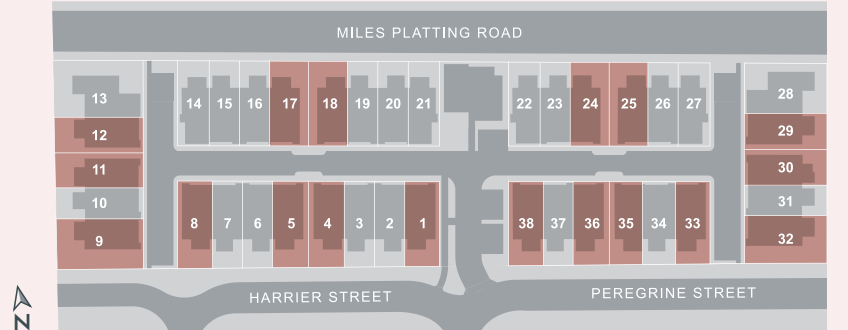 MILES PLATTING ROAD
13
14 15 16 17 18 19 20 21
22 23 24 25 26 27
28
12
29
11
30
10
31
9
8 7 6 5 4 3 2 1
38 37 36 35 34 33
32
HARRIER STREET
PEREGRINE STREET
N